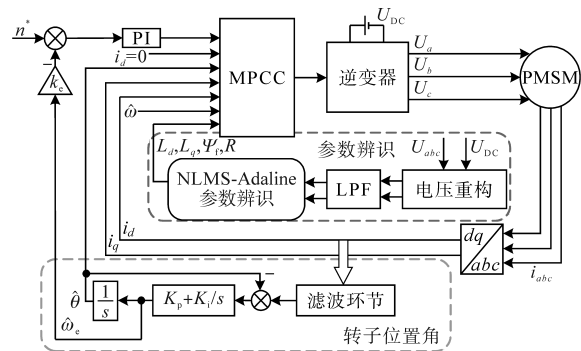 n*
PI
i_d=0
MPCC
U_DC
逆变器
U_a
U_b
U_c
PMSM
k_e
ω̂
L_d,L_q,Ψ_f,R
参数辨识
U_abc
U_DC
NLMS-Adaline
参数辨识
LPF
电压重构
i_q
i_d
dq
abc
i_abc
θ̂
1/s
K_p+K_i/s
滤波环节
ω̂_e
转子位置角